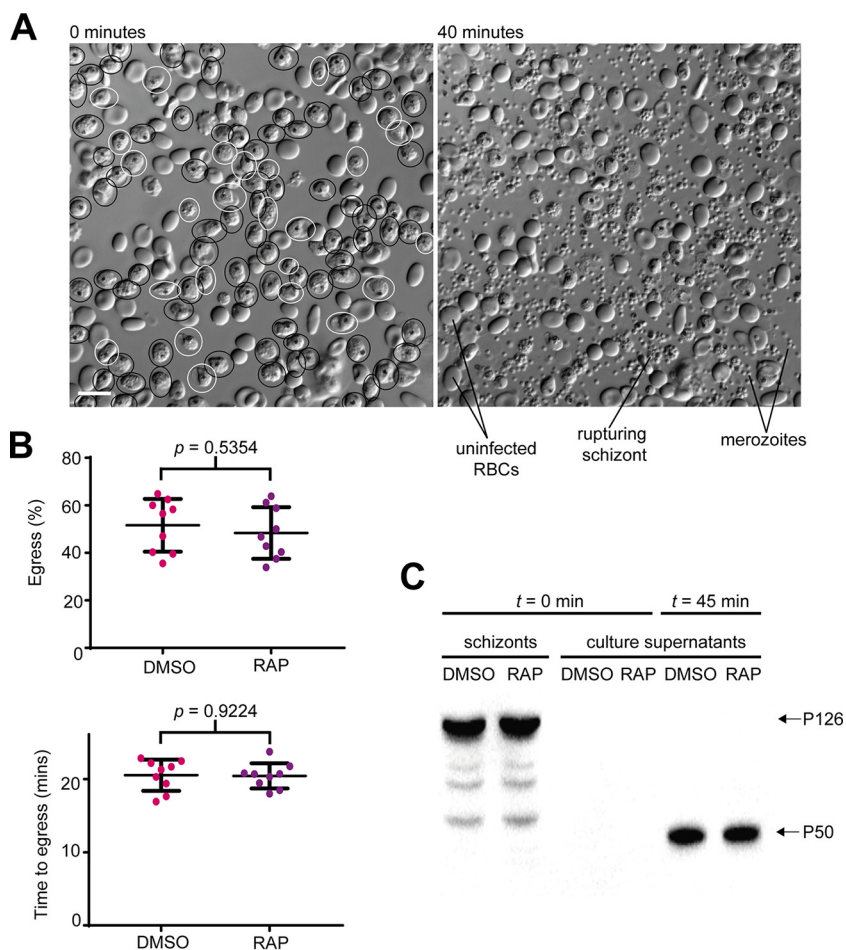 A
0 minutes
40 minutes
uninfected
RBCs
rupturing
schizont
merozoites
B
p = 0.5354
80
60
40
20
0
Egress (%)
DMSO
RAP
p = 0.9224
20
10
0
Time to egress (mins)
DMSO
RAP
C
t = 0 min
t = 45 min
schizonts
culture supernatants
DMSO RAP DMSO RAP DMSO RAP
P126
P50